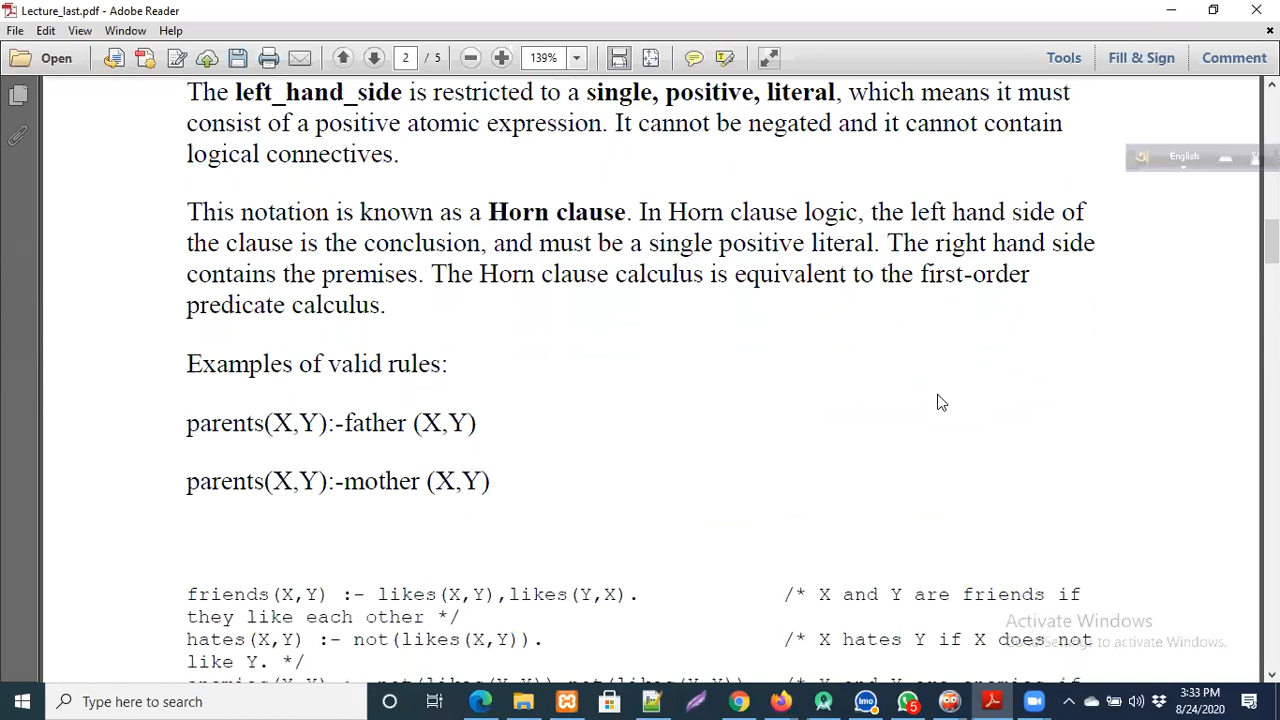 Lecture_last.pdf - Adobe Reader
File Edit View Window Help
Open 2 / 5 139% Tools Fill & Sign Comment
The left_hand_side is restricted to a single, positive, literal, which means it must
consist of a positive atomic expression. It cannot be negated and it cannot contain
logical connectives.
English
This notation is known as a Horn clause. In Horn clause logic, the left hand side of
the clause is the conclusion, and must be a single positive literal. The right hand side
contains the premises. The Horn clause calculus is equivalent to the first-order
predicate calculus.
Examples of valid rules:
parents(X,Y):-father (X,Y)
parents(X,Y):-mother (X,Y)
friends(X,Y) :- likes(X,Y),likes(Y,X). /* X and Y are friends if
they like each other */
hates(X,Y) :- not(likes(X,Y)). /* X hates Y if X does not
like Y. */
Activate Windows
Go to Settings to activate Windows.
Type here to search
3:33 PM
8/24/2020